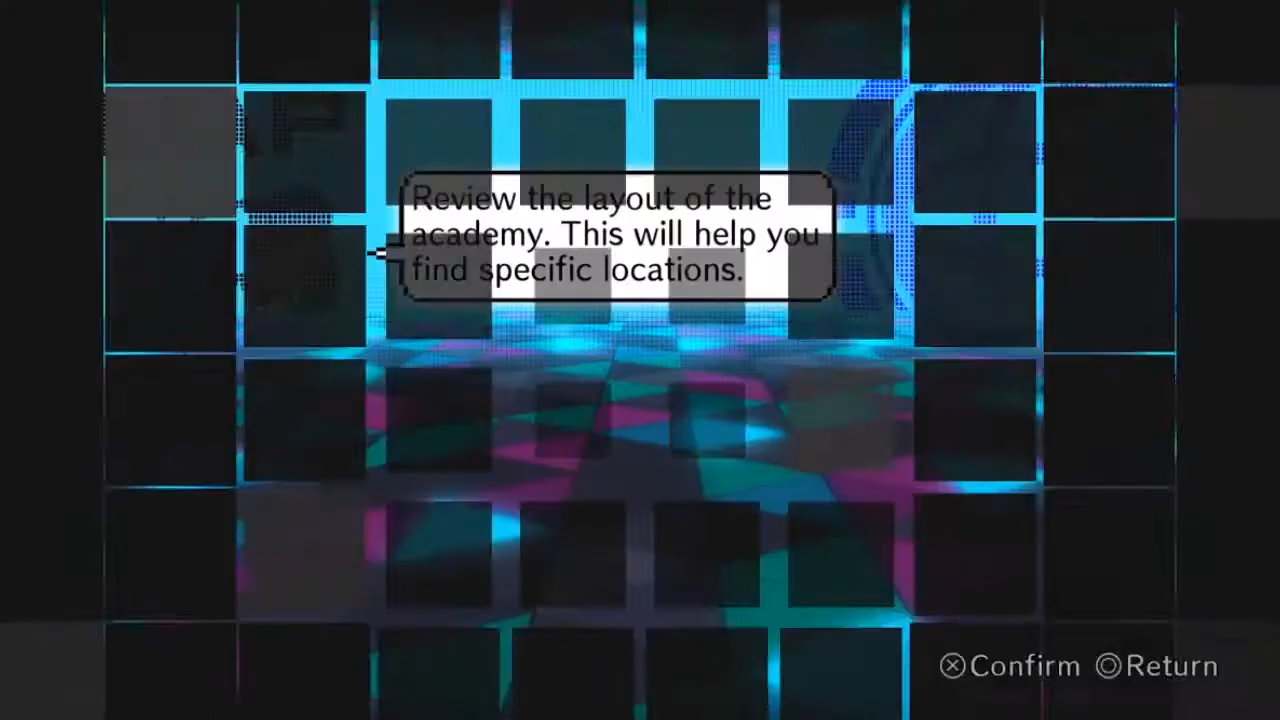 Review the layout of the
academy. This will help you
find specific locations.
Confirm Return